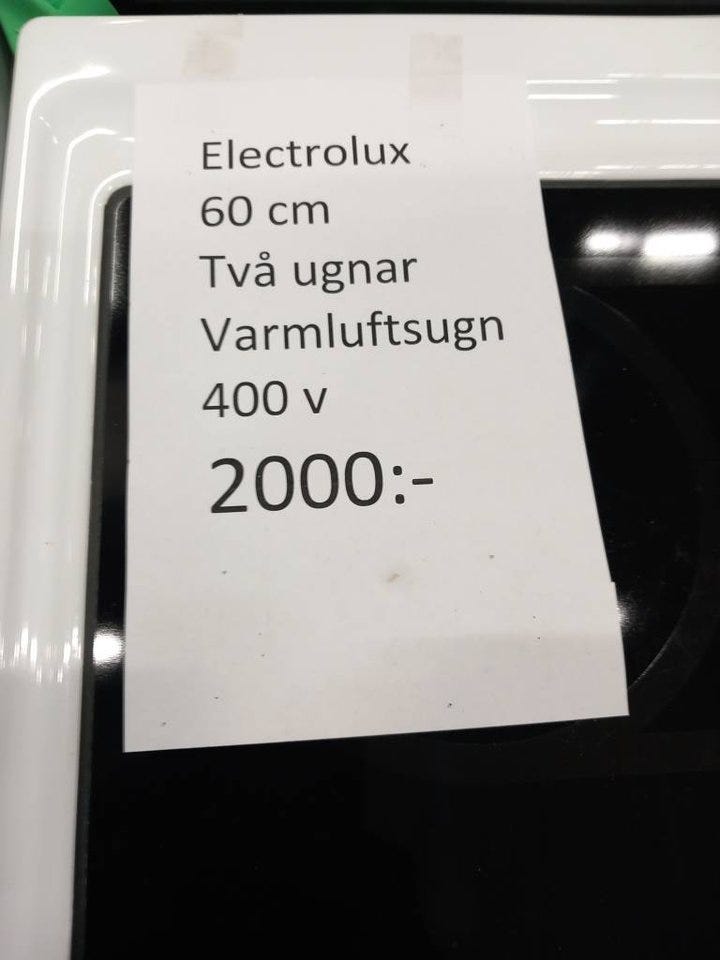 Electrolux
60 cm
Två ugnar
Varmluftsugn
400 v
2000:-